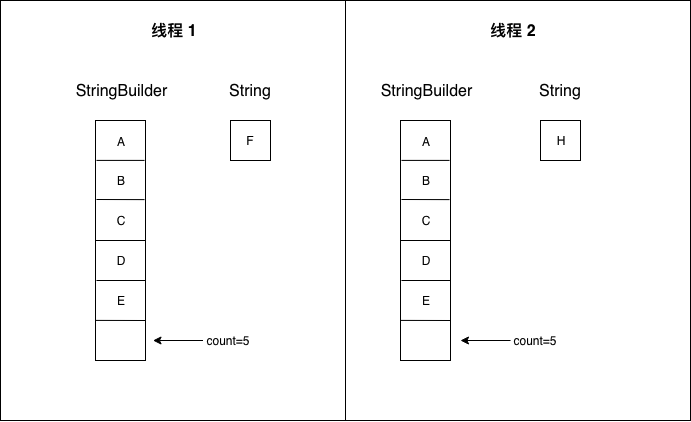 线程 1
StringBuilder String
A F
B
C
D
E
count=5
线程 2
StringBuilder String
A H
B
C
D
E
count=5